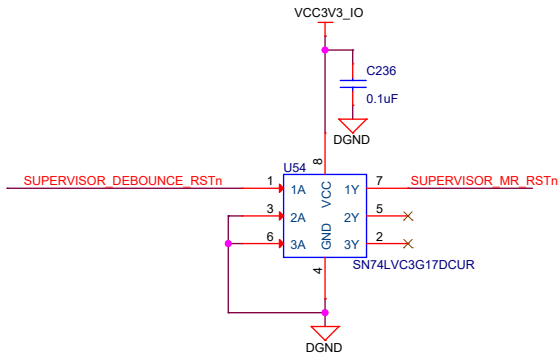 VCC3V3_IO
C236
0.1uF
DGND
U54
SUPERVISOR_DEBOUNCE_RSTn
1
1A
8
VCC
1Y
7
SUPERVISOR_MR_RSTn
3
2A
2Y
5
6
3A
GND
3Y
2
4
SN74LVC3G17DCUR
DGND